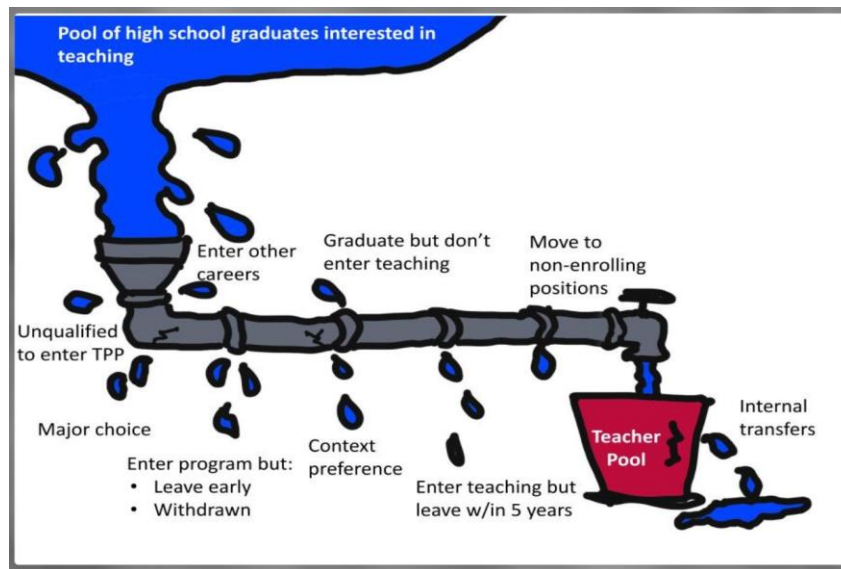 Pool of high school graduates interested in
teaching
Enter other
careers
Graduate but don't
enter teaching
Move to
non-enrolling
positions
Unqualified
to enter TPP
Major choice
Enter program but:
• Leave early
• Withdrawn
Context
preference
Enter teaching but
leave w/in 5 years
Teacher
Pool
Internal
transfers